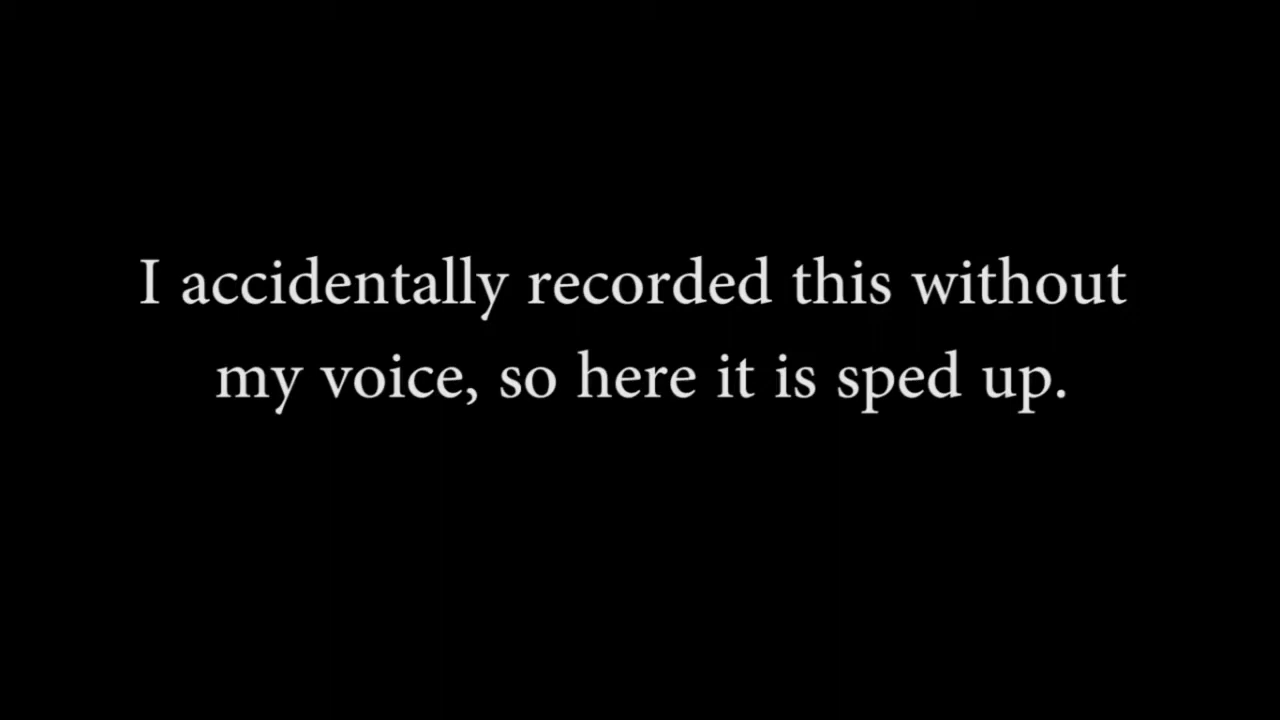 I accidentally recorded this without
my voice, so here it is sped up.